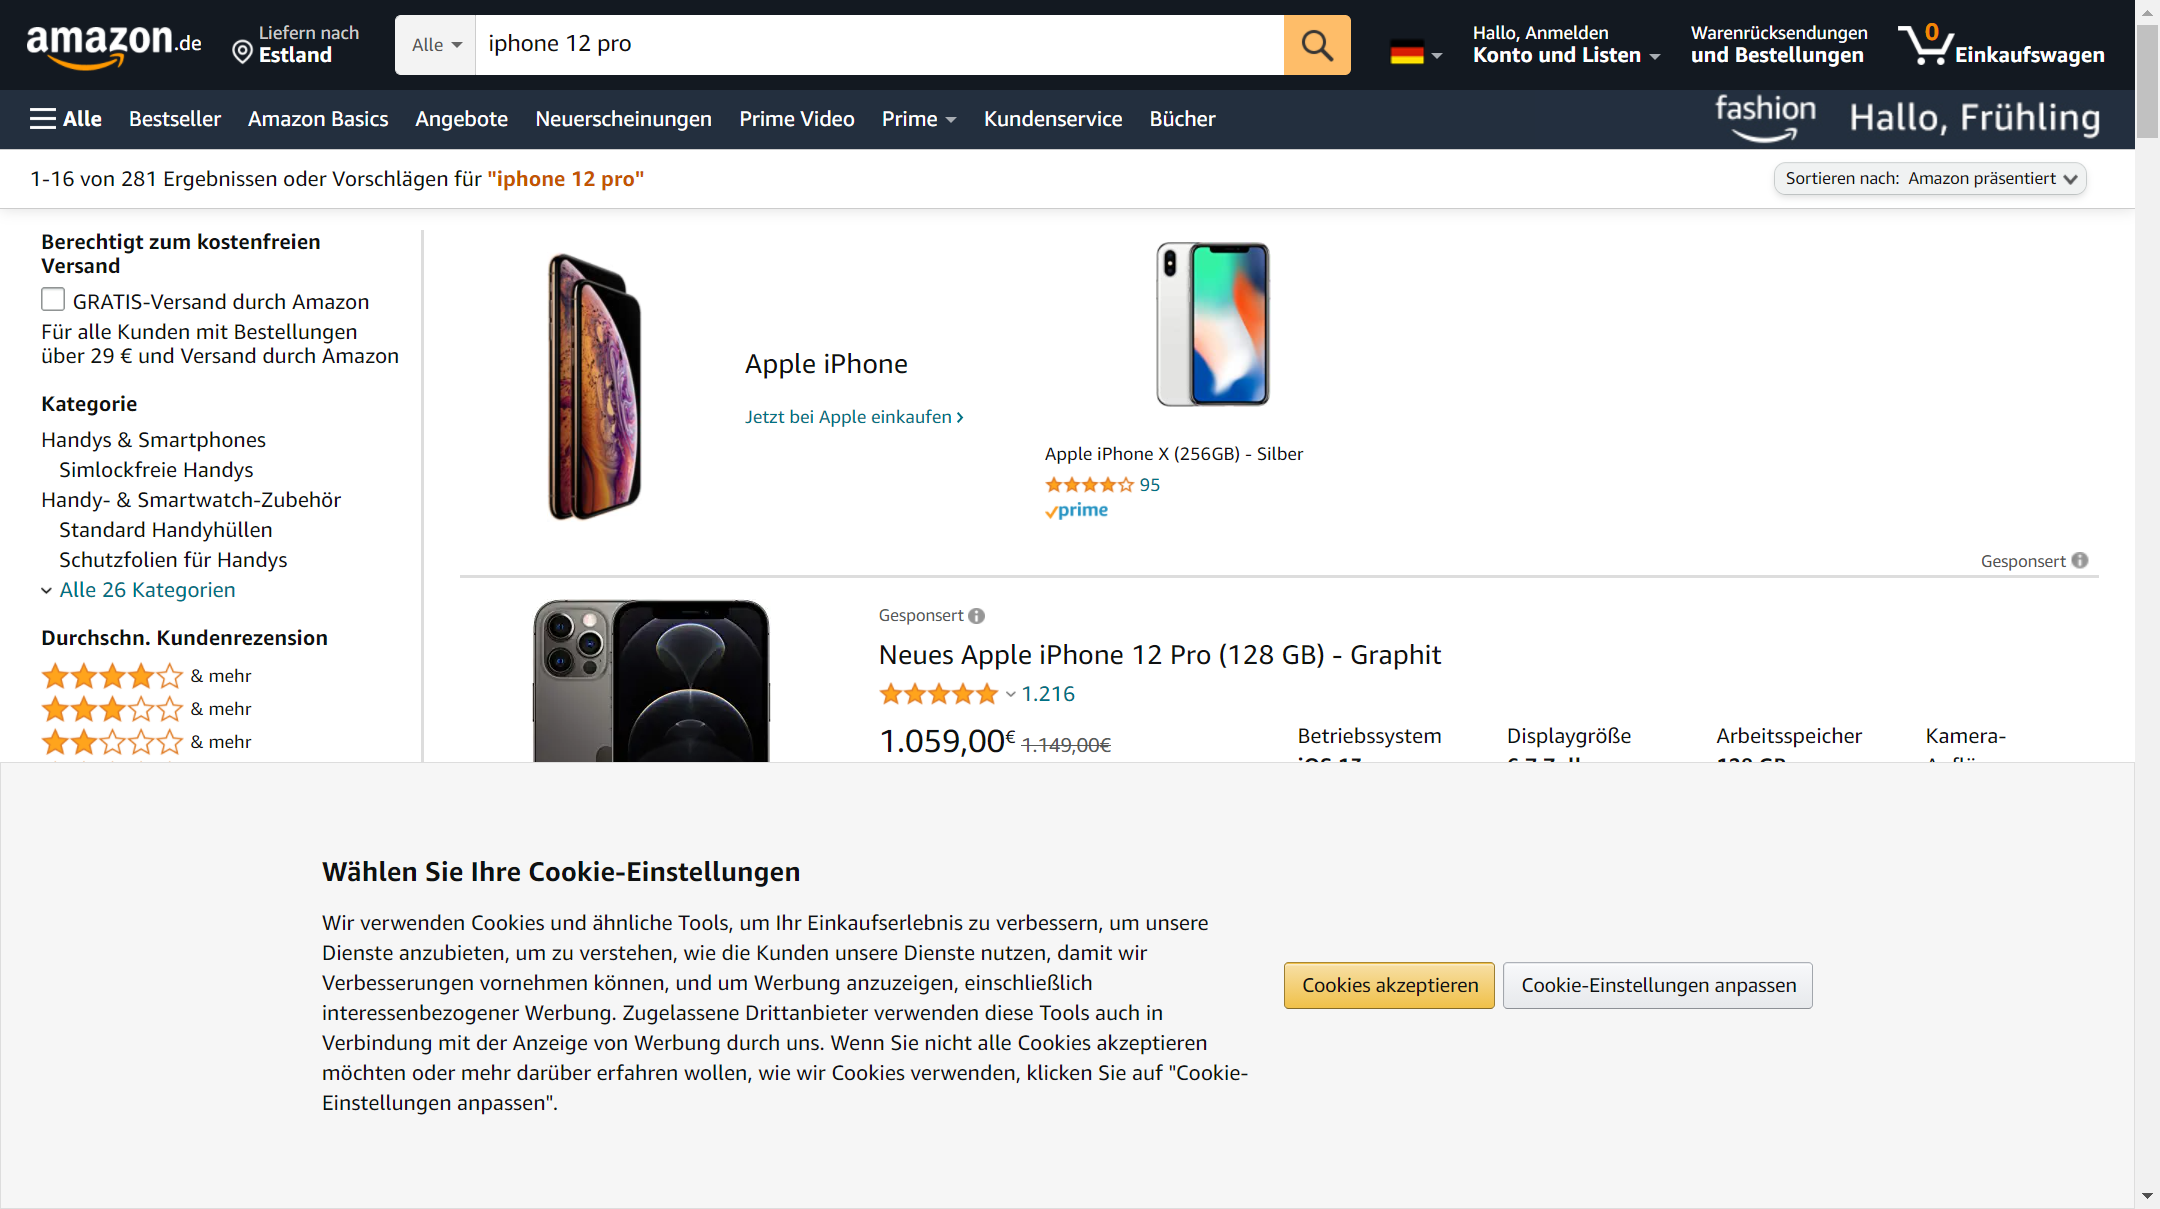 amazon.de
Liefern nach
Estland
Alle
iphone 12 pro
Hallo, Anmelden
Konto und Listen
Warenrücksendungen
und Bestellungen
0
Einkaufswagen
Alle
Bestseller
Amazon Basics
Angebote
Neuerscheinungen
Prime Video
Prime
Kundenservice
Bücher
fashion
Hallo, Frühling
1-16 von 281 Ergebnissen oder Vorschlägen für "iphone 12 pro"
Sortieren nach: Amazon präsentiert
Berechtigt zum kostenfreien
Versand
GRATIS-Versand durch Amazon
Für alle Kunden mit Bestellungen
über 29 € und Versand durch Amazon
Kategorie
Handys & Smartphones
Simlockfreie Handys
Handy- & Smartwatch-Zubehör
Standard Handyhüllen
Schutzfolien für Handys
Alle 26 Kategorien
Durchschn. Kundenrezension
& mehr
& mehr
& mehr
Apple iPhone
Jetzt bei Apple einkaufen ›
Apple iPhone X (256GB) - Silber
95
prime
Gesponsert
Gesponsert
Neues Apple iPhone 12 Pro (128 GB) - Graphit
1.216
1.059,00€ 1.149,00€
Betriebssystem
Displaygröße
Arbeitsspeicher
Kamera-
Wählen Sie Ihre Cookie-Einstellungen
Wir verwenden Cookies und ähnliche Tools, um Ihr Einkaufserlebnis zu verbessern, um unsere
Dienste anzubieten, um zu verstehen, wie die Kunden unsere Dienste nutzen, damit wir
Verbesserungen vornehmen können, und um Werbung anzuzeigen, einschließlich
interessenbezogener Werbung. Zugelassene Drittanbieter verwenden diese Tools auch in
Verbindung mit der Anzeige von Werbung durch uns. Wenn Sie nicht alle Cookies akzeptieren
möchten oder mehr darüber erfahren wollen, wie wir Cookies verwenden, klicken Sie auf "Cookie-
Einstellungen anpassen".
Cookies akzeptieren
Cookie-Einstellungen anpassen